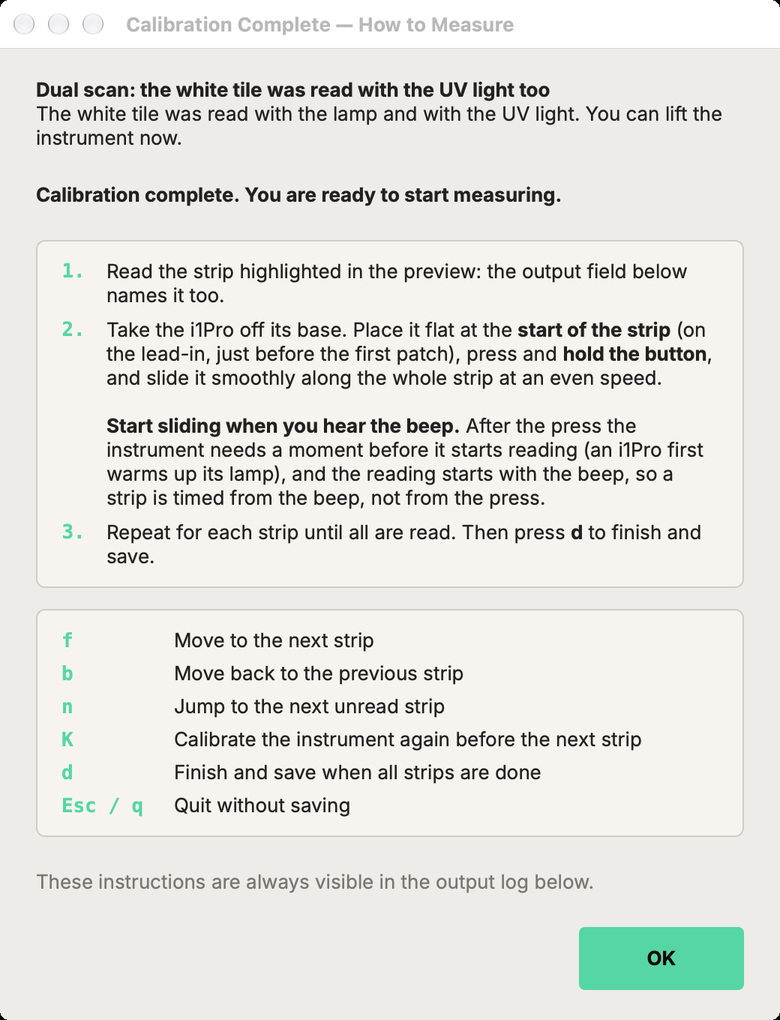 Calibration Complete — How to Measure
Dual scan: the white tile was read with the UV light too
The white tile was read with the lamp and with the UV light. You can lift the
instrument now.
Calibration complete. You are ready to start measuring.
1. Read the strip highlighted in the preview: the output field below
names it too.
2. Take the i1Pro off its base. Place it flat at the start of the strip (on
the lead-in, just before the first patch), press and hold the button,
and slide it smoothly along the whole strip at an even speed.
Start sliding when you hear the beep. After the press the
instrument needs a moment before it starts reading (an i1Pro first
warms up its lamp), and the reading starts with the beep, so a
strip is timed from the beep, not from the press.
3. Repeat for each strip until all are read. Then press d to finish and
save.
f Move to the next strip
b Move back to the previous strip
n Jump to the next unread strip
K Calibrate the instrument again before the next strip
d Finish and save when all strips are done
Esc / q Quit without saving
These instructions are always visible in the output log below.
OK